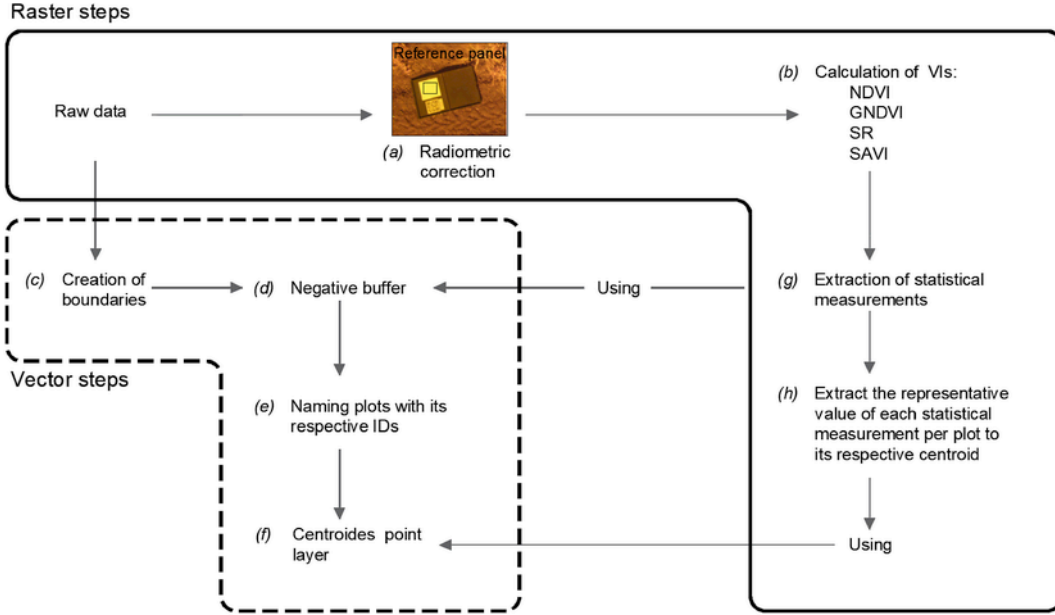 Raster steps
Reference panel
Raw data
(a) Radiometric
correction
(b) Calculation of VIs:
NDVI
GNDVI
SR
SAVI
(c) Creation of
boundaries
(d) Negative buffer
Using
(g) Extraction of statistical
measurements
Vector steps
(e) Naming plots with its
respective IDs
(h) Extract the representative
value of each statistical
measurement per plot to
its respective centroid
(f) Centroides point
layer
Using